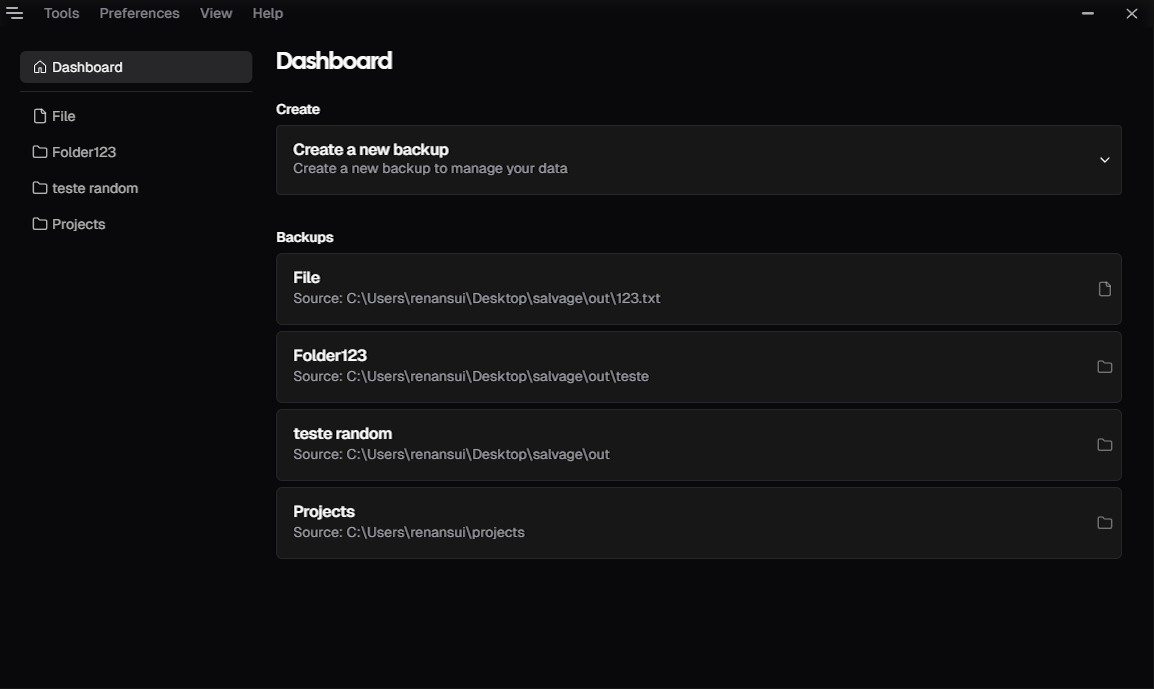 Tools Preferences View Help
Dashboard
File
Folder123
teste random
Projects
Dashboard
Create
Create a new backup
Create a new backup to manage your data
Backups
File
Source: C:\Users\renansui\Desktop\salvage\out\123.txt
Folder123
Source: C:\Users\renansui\Desktop\salvage\out\teste
teste random
Source: C:\Users\renansui\Desktop\salvage\out
Projects
Source: C:\Users\renansui\projects